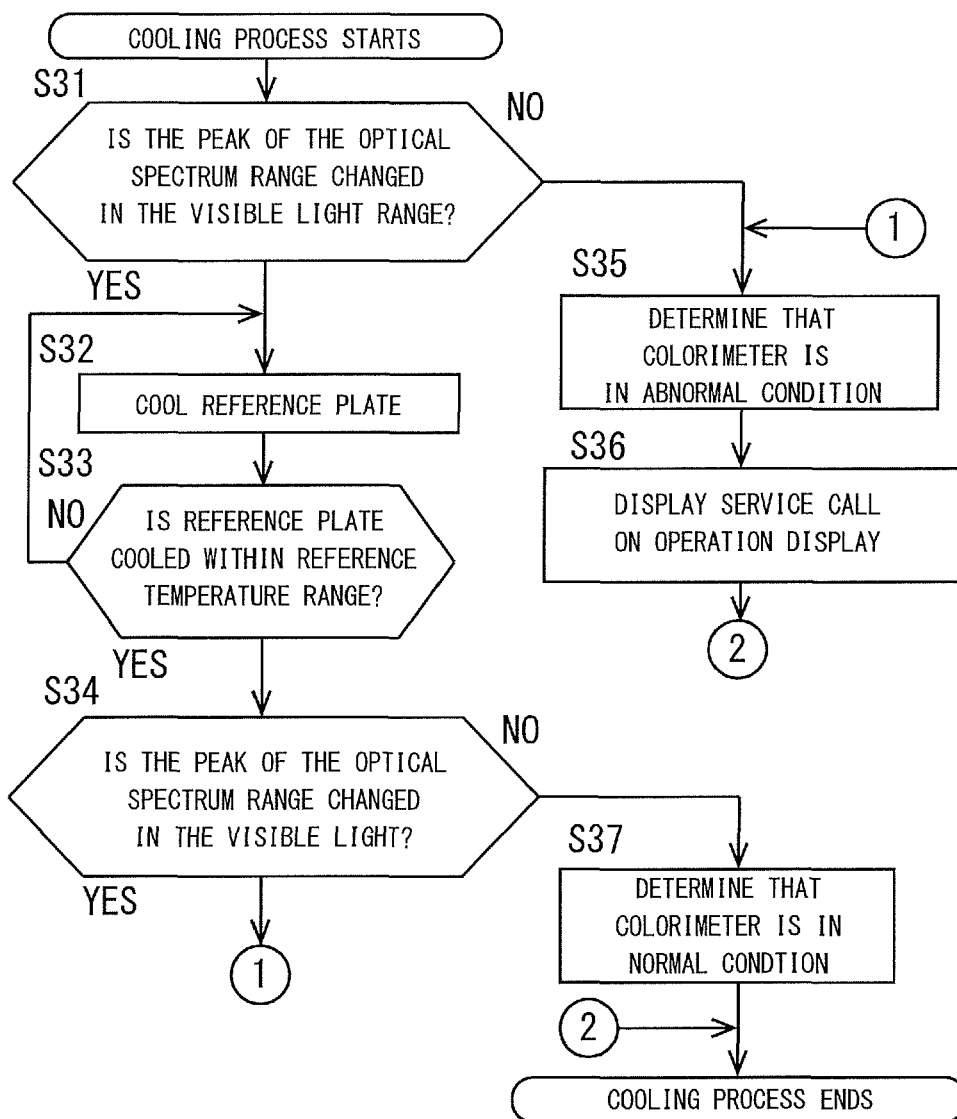 COOLING PROCESS STARTS
S31
NO
IS THE PEAK OF THE OPTICAL
SPECTRUM RANGE CHANGED
IN THE VISIBLE LIGHT RANGE?
YES
1
S35
DETERMINE THAT
COLORIMETER IS
IN ABNORMAL CONDITION
S32
COOL REFERENCE PLATE
S36
DISPLAY SERVICE CALL
ON OPERATION DISPLAY
2
S33
NO
IS REFERENCE PLATE
COOLED WITHIN REFERENCE
TEMPERATURE RANGE?
YES
S34
NO
IS THE PEAK OF THE OPTICAL
SPECTRUM RANGE CHANGED
IN THE VISIBLE LIGHT?
YES
1
S37
DETERMINE THAT
COLORIMETER IS IN
NORMAL CONDTION
2
COOLING PROCESS ENDS